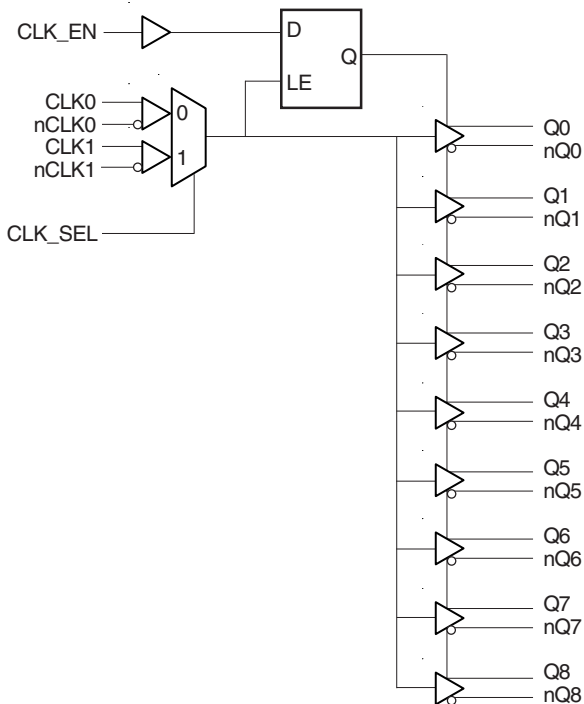 CLK_EN
D
Q
LE
CLK0
nCLK0
CLK1
nCLK1
0
1
CLK_SEL
Q0
nQ0
Q1
nQ1
Q2
nQ2
Q3
nQ3
Q4
nQ4
Q5
nQ5
Q6
nQ6
Q7
nQ7
Q8
nQ8